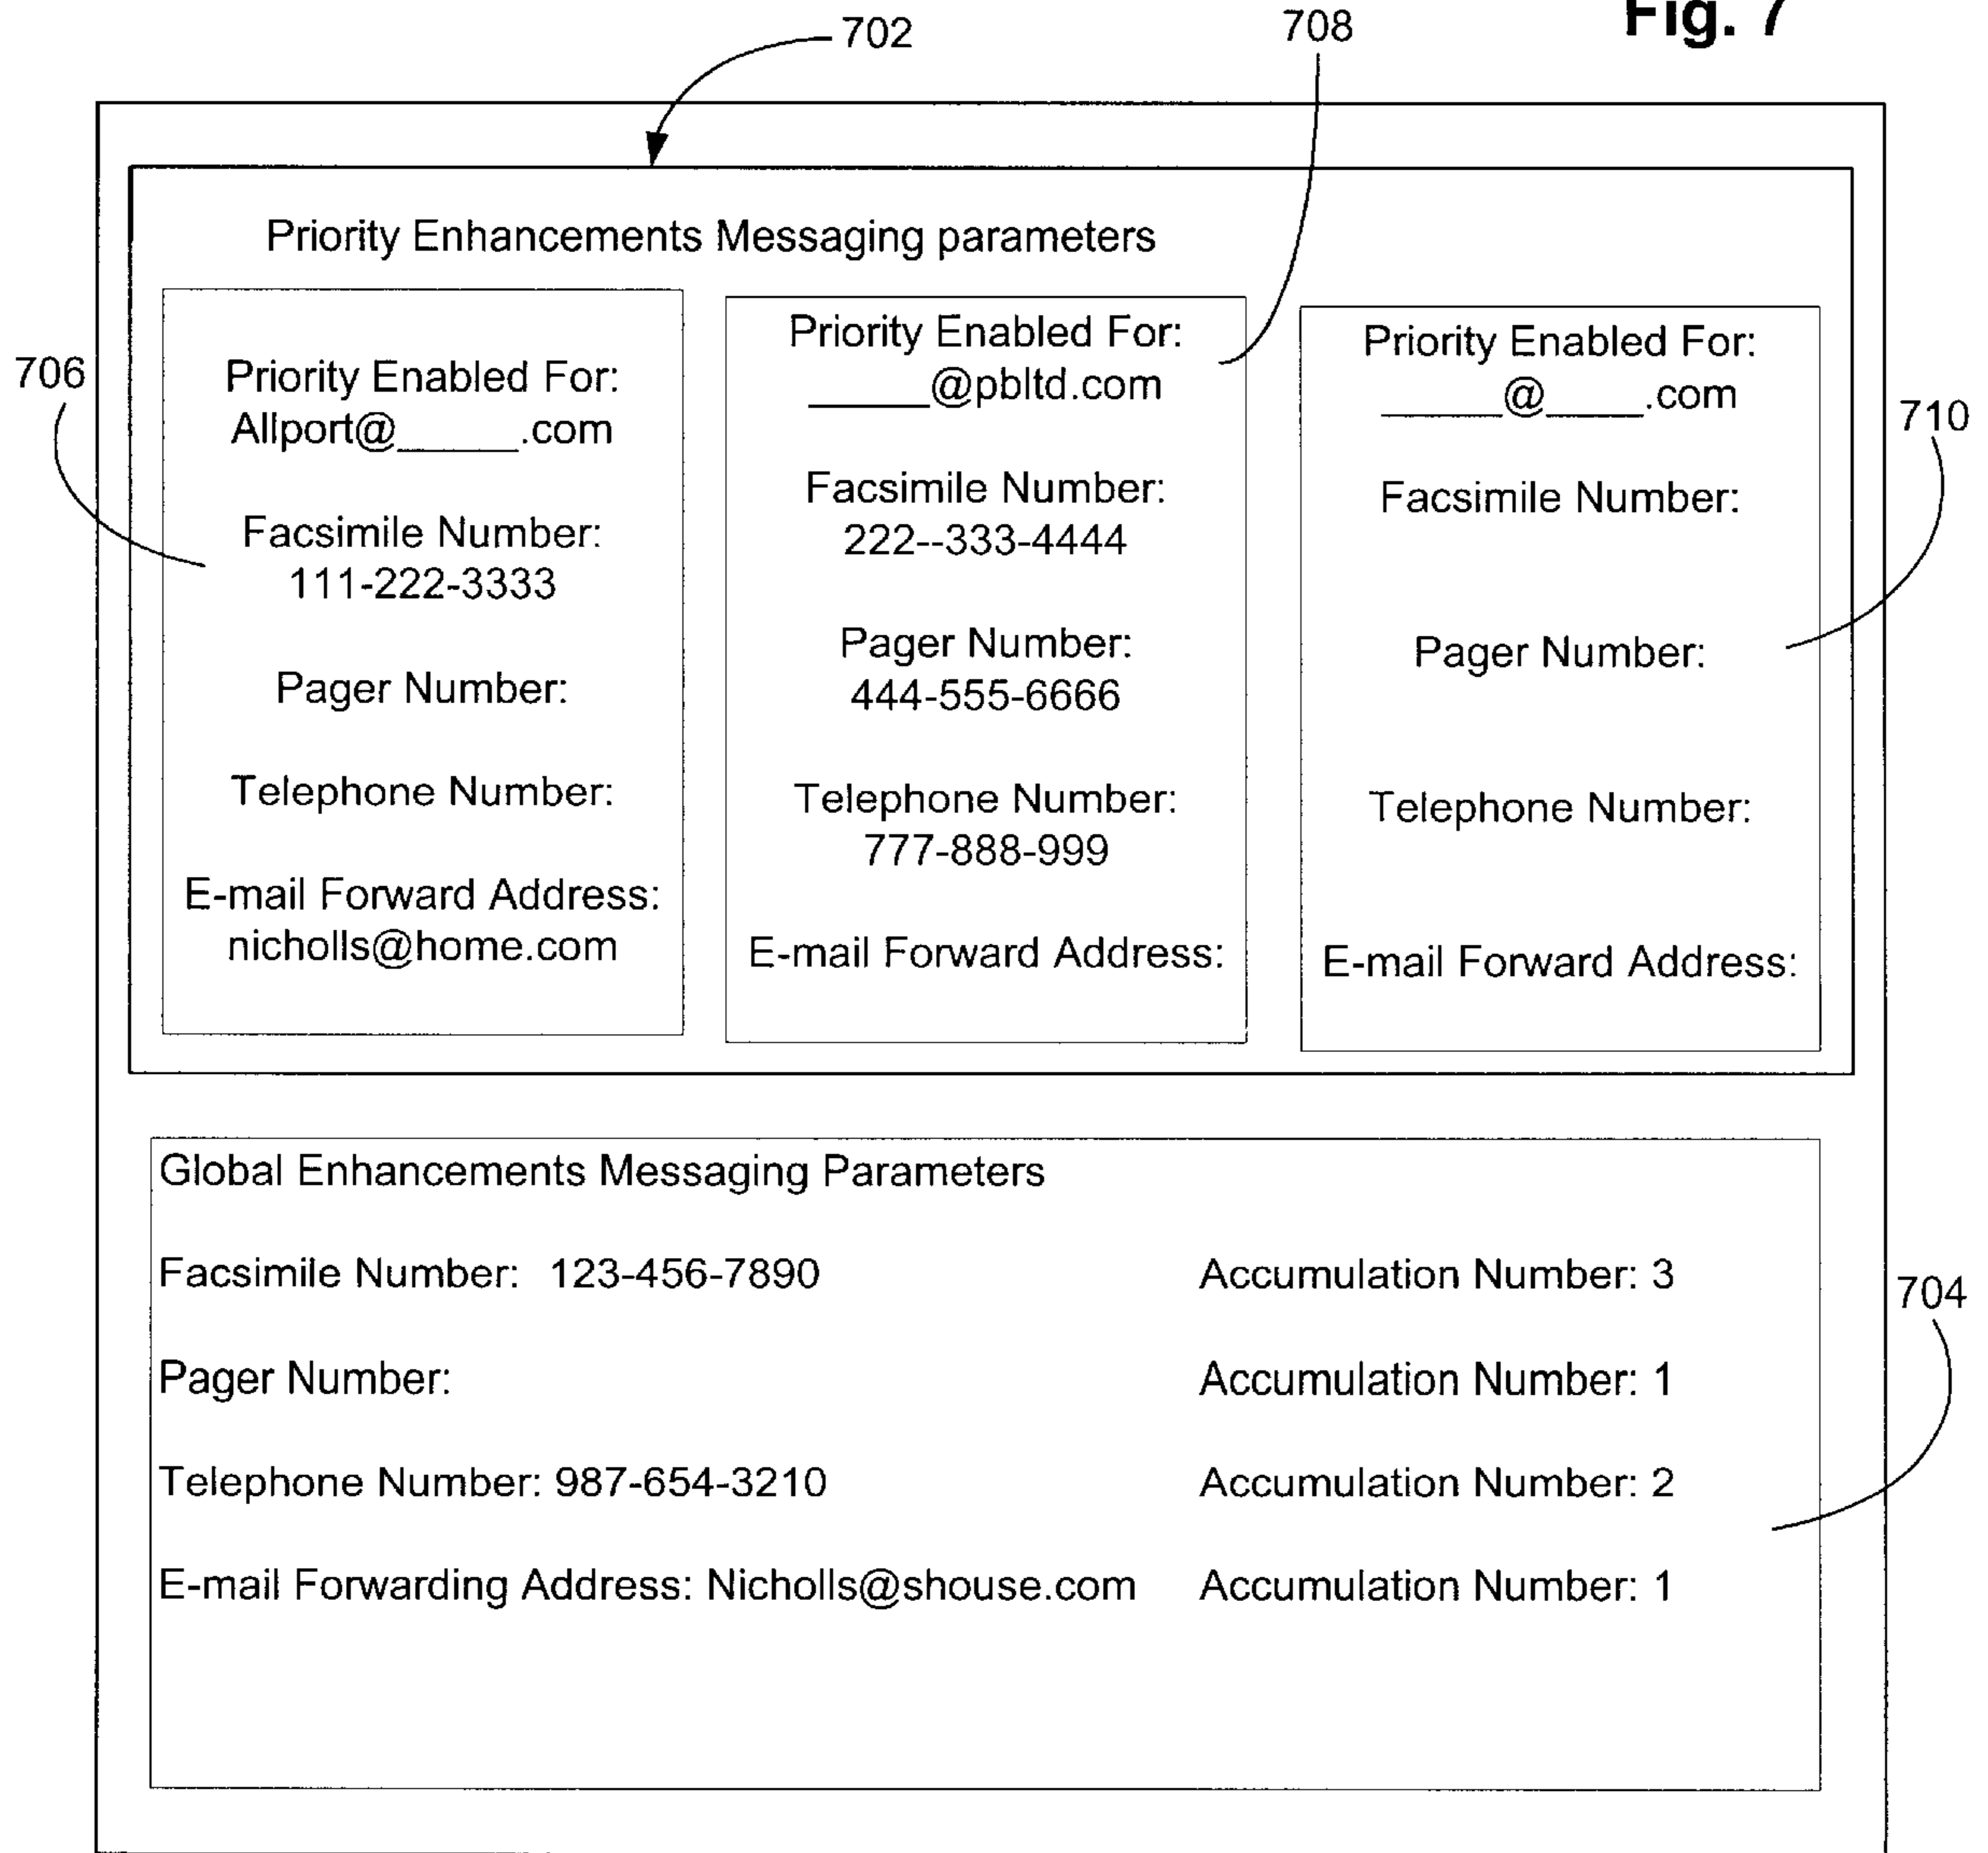 Fig. 7
702
708
Priority Enhancements Messaging parameters
706
Priority Enabled For:
Allport@_____.com
Facsimile Number:
111-222-3333
Pager Number:
Telephone Number:
E-mail Forward Address:
nicholls@home.com
Priority Enabled For:
_____@pbltd.com
Facsimile Number:
222--333-4444
Pager Number:
444-555-6666
Telephone Number:
777-888-999
E-mail Forward Address:
Priority Enabled For:
_____@____.com
Facsimile Number:
Pager Number:
Telephone Number:
E-mail Forward Address:
710
Global Enhancements Messaging Parameters
Facsimile Number: 123-456-7890 Accumulation Number: 3
Pager Number: Accumulation Number: 1
Telephone Number: 987-654-3210 Accumulation Number: 2
E-mail Forwarding Address: Nicholls@shouse.com Accumulation Number: 1
704